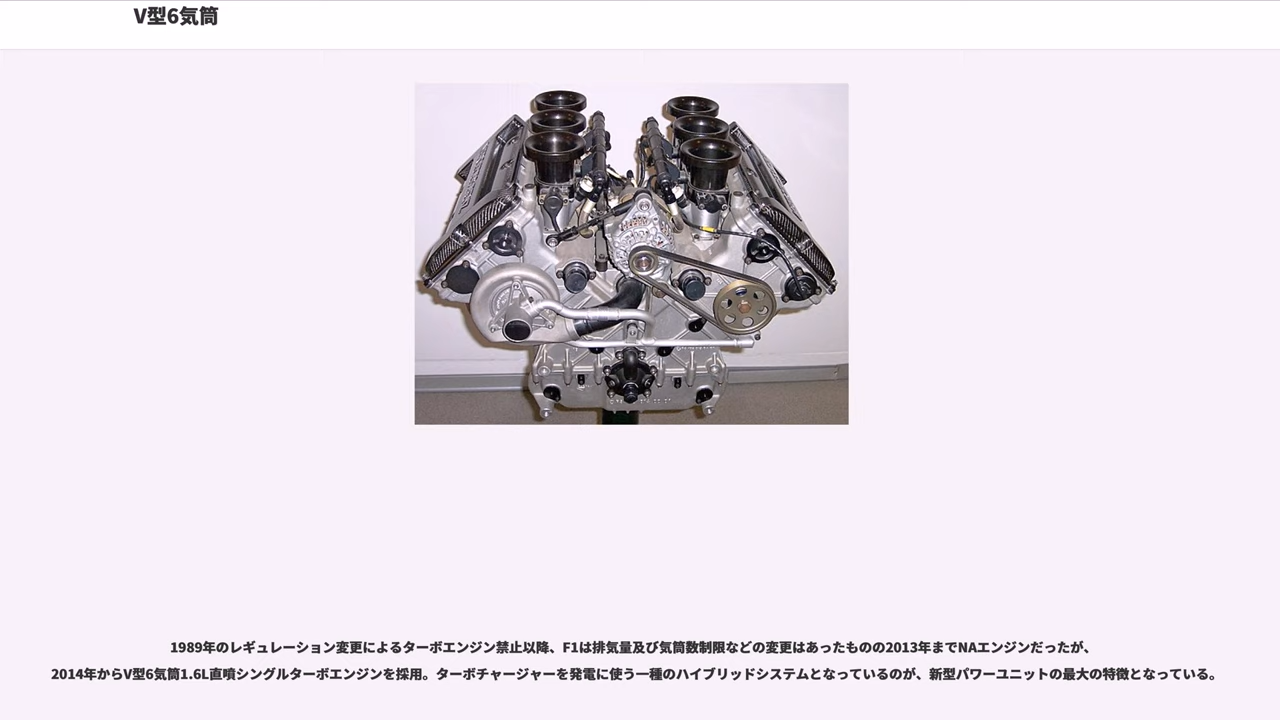 V型6気筒
1989年のレギュレーション変更によるターボエンジン禁止以降、F1は排気量及び気筒数制限などの変更はあったものの2013年までNAエンジンだったが、
2014年からV型6気筒1.6L直噴シングルターボエンジンを採用。ターボチャージャーを発電に使う一種のハイブリッドシステムとなっているのが、新型パワーユニットの最大の特徴となっている。